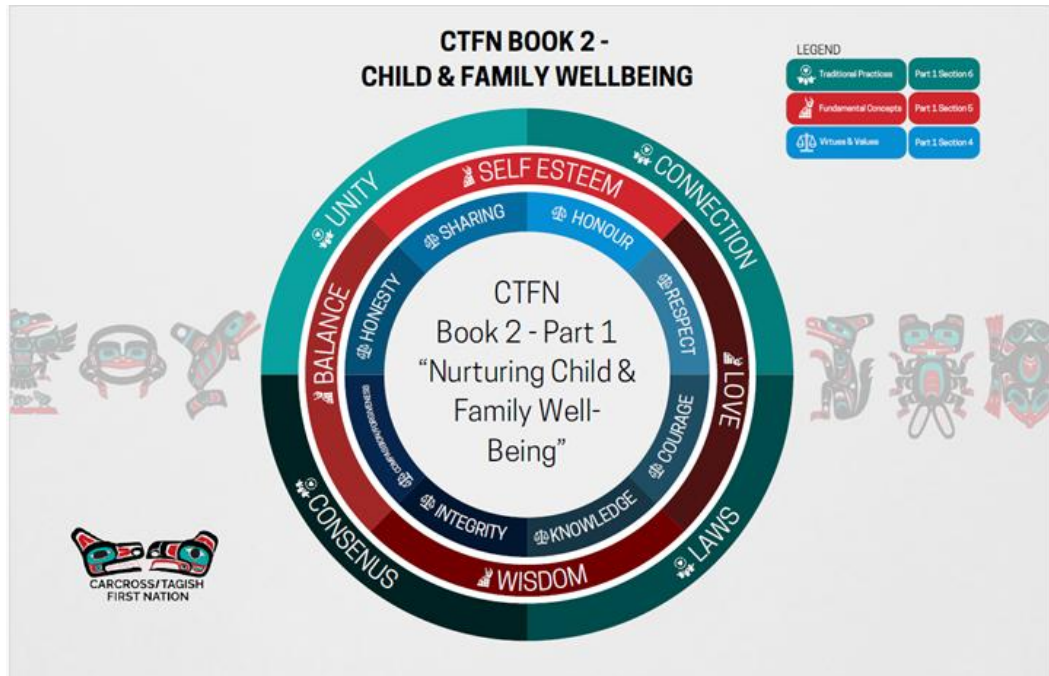 CTFN BOOK 2 -
CHILD & FAMILY WELLBEING
LEGEND
Traditional Practices Part 1 Section 6
Fundamental Concepts Part 1 Section 5
Virtues & Values Part 1 Section 4
UNITY
CONNECTION
LAWS
CONSENUS
SELF ESTEEM
LOVE
WISDOM
BALANCE
SHARING
HONOUR
RESPECT
COURAGE
KNOWLEDGE
INTEGRITY
COMPASSION/FORGIVENESS
HONESTY
CTFN
Book 2 - Part 1
“Nurturing Child &
Family Well-
Being”
CARCROSS/TAGISH
FIRST NATION